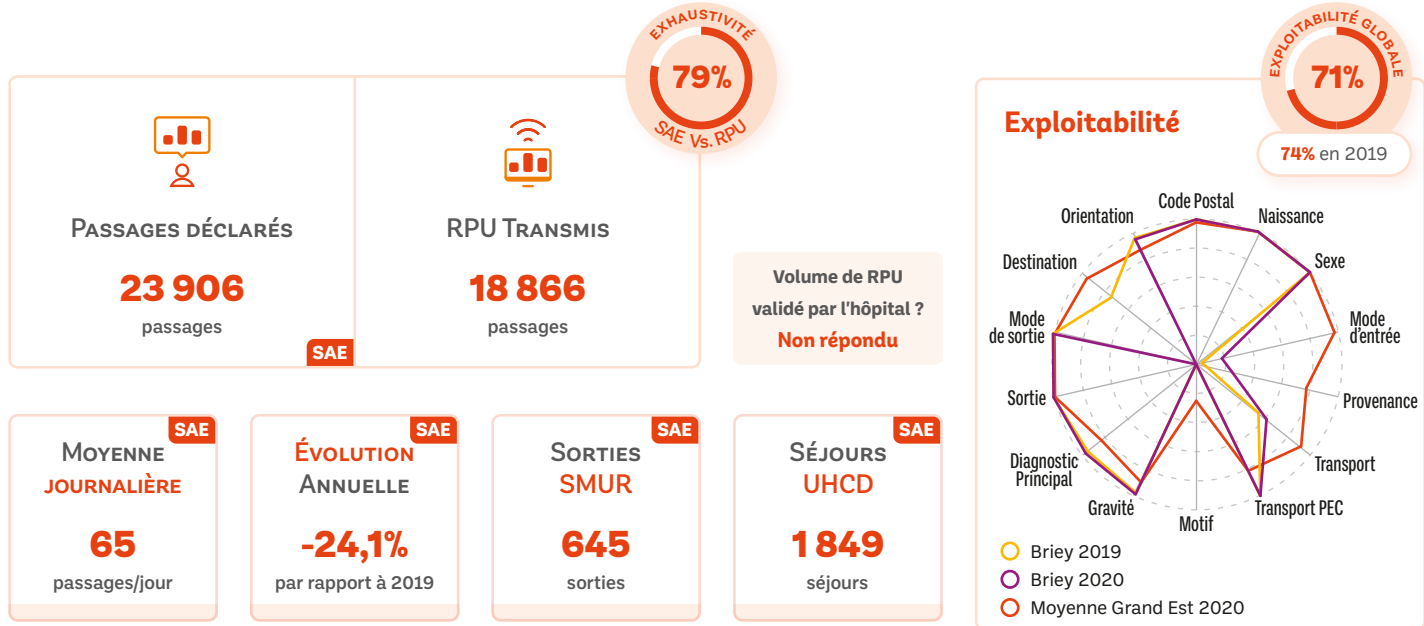 EXHAUSTIVITÉ
79%
SAE Vs. RPU
PASSAGES DÉCLARÉS
23 906
passages
SAE
RPU TRANSMIS
18 866
passages
Volume de RPU
validé par l'hôpital ?
Non répondu
SAE
MOYENNE
JOURNALIÈRE
65
passages/jour
SAE
ÉVOLUTION
ANNUELLE
-24,1%
par rapport à 2019
SAE
SORTIES
SMUR
645
sorties
SAE
SÉJOURS
UHCD
1 849
séjours
EXPLOITABILITÉ GLOBALE
71%
74% en 2019
Exploitabilité
Code Postal
Naissance
Sexe
Mode
d'entrée
Provenance
Transport
Transport PEC
Motif
Gravité
Diagnostic
Principal
Sortie
Mode
de sortie
Destination
Orientation
Briey 2019
Briey 2020
Moyenne Grand Est 2020